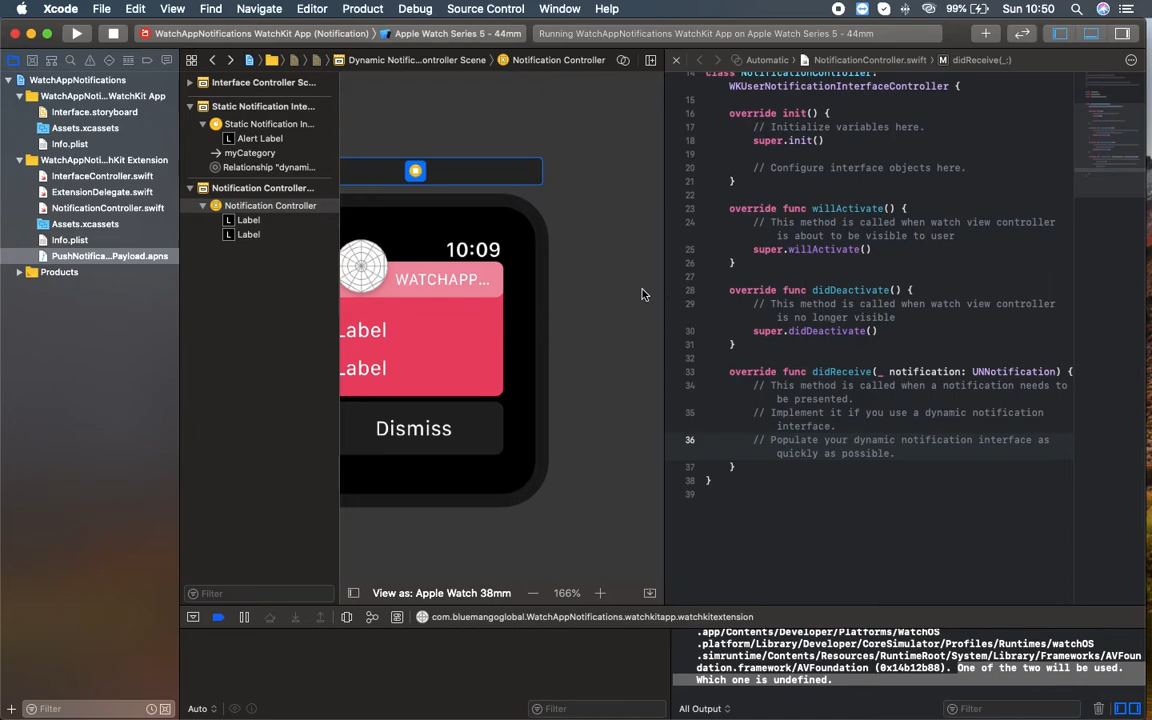 Xcode File Edit View Find Navigate Editor Product Debug Source Control Window Help 99% Sun 10:50
WatchAppNotifications WatchKit App (Notification) Apple Watch Series 5 - 44mm Running WatchAppNotifications WatchKit App on Apple Watch Series 5 - 44mm
WatchAppNotifications
WatchAppNoti...WatchKit App
Interface.storyboard
Assets.xcassets
Info.plist
WatchAppNoti...hKit Extension
InterfaceController.swift
ExtensionDelegate.swift
NotificationController.swift
Assets.xcassets
Info.plist
PushNotifica...Payload.apns
Products
Filter
Dynamic Notific...ontroller Scene Notification Controller
Interface Controller Sc...
Static Notification Inte...
Static Notification In...
L Alert Label
myCategory
Relationship "dynami...
Notification Controller...
Notification Controller
L Label
L Label
Filter
10:09
WATCHAPP...
Label
Label
Dismiss
View as: Apple Watch 38mm 166%
Automatic NotificationController.swift M didReceive(_:)
14 class NotificationController:
WKUserNotificationInterfaceController {
15
16 override init() {
17 // Initialize variables here.
18 super.init()
19
20 // Configure interface objects here.
21 }
22
23 override func willActivate() {
24 // This method is called when watch view controller
is about to be visible to user
25 super.willActivate()
26 }
27
28 override func didDeactivate() {
29 // This method is called when watch view controller
is no longer visible
30 super.didDeactivate()
31 }
32
33 override func didReceive(_ notification: UNNotification) {
34 // This method is called when a notification needs to
be presented.
35 // Implement it if you use a dynamic notification
interface.
36 // Populate your dynamic notification interface as
quickly as possible.
37 }
38 }
39
com.bluemangoglobal.WatchAppNotifications.watchkitapp.watchkitextension
.app/Contents/Developer/Platforms/WatchOS
.platform/Library/Developer/CoreSimulator/Profiles/Runtimes/watchOS
.simruntime/Contents/Resources/RuntimeRoot/System/Library/Frameworks/AVFoun
dation.framework/AVFoundation (0x14b12b88). One of the two will be used.
Which one is undefined.
Auto Filter
All Output Filter